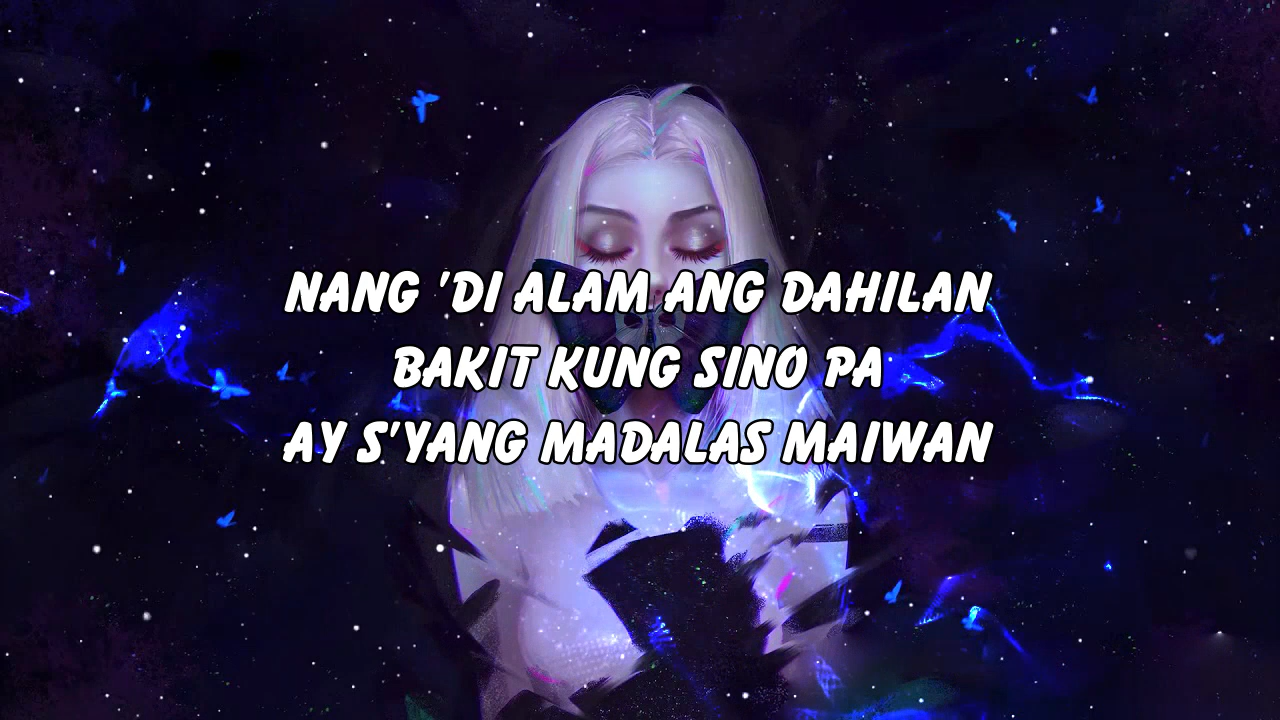 NANG 'DI ALAM ANG DAHILAN
BAKIT KUNG SINO PA
AY S'YANG MADALAS MAIWAN